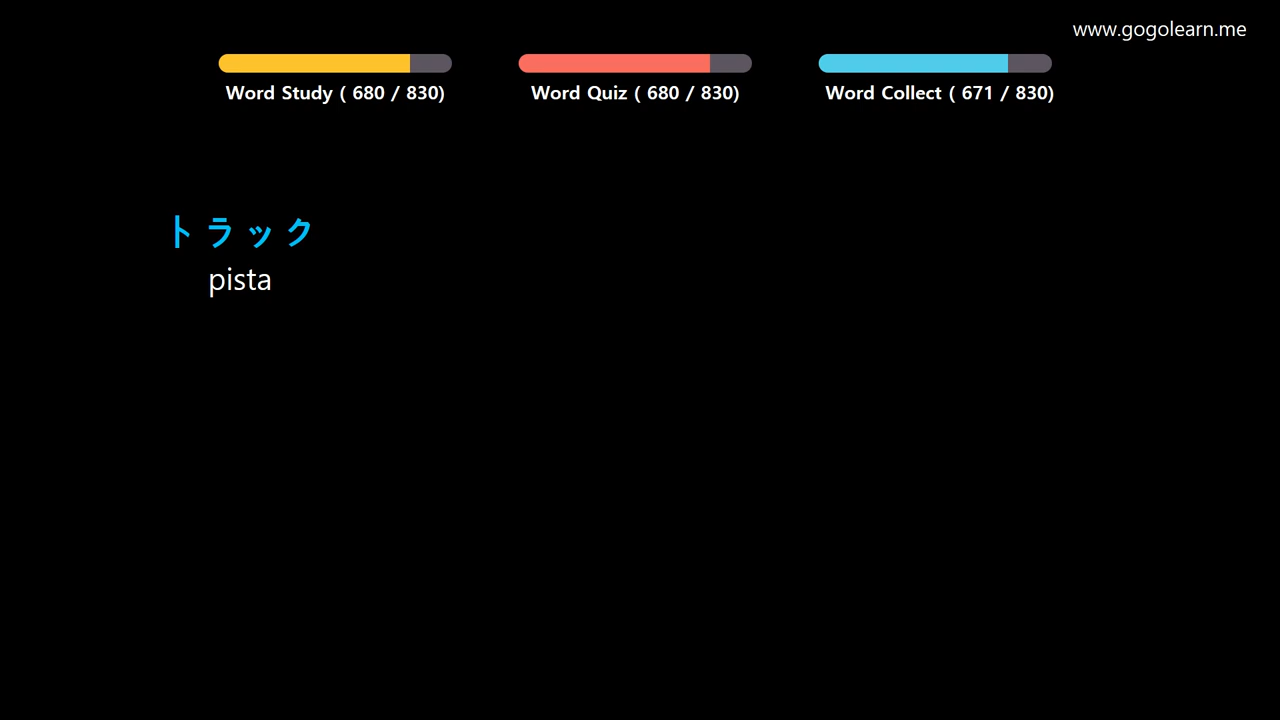 www.gogolearn.me
Word Study ( 680 / 830)
Word Quiz ( 680 / 830)
Word Collect ( 671 / 830)
トラック
pista